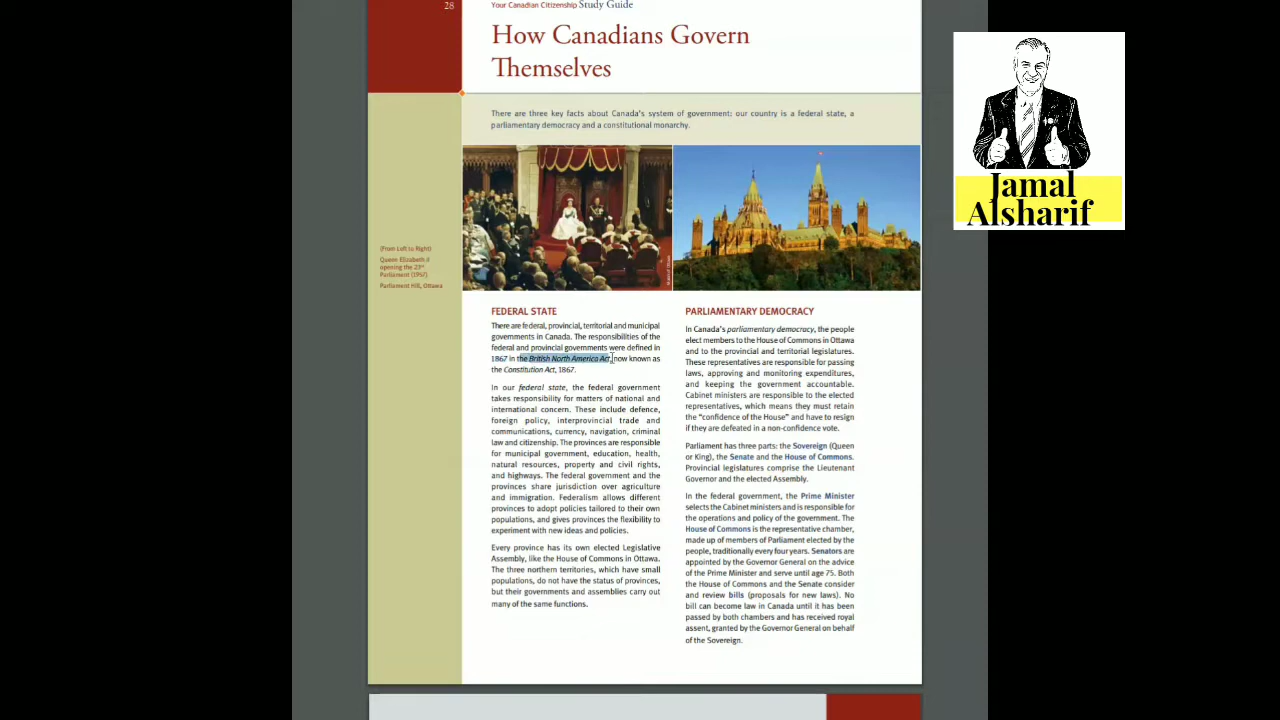 28
Your Canadian Citizenship Study Guide
How Canadians Govern
Themselves
There are three key facts about Canada's system of government: our country is a federal state, a
parliamentary democracy and a constitutional monarchy.
Jamal
Alsharif
(From Left to Right)
Queen Elizabeth II
opening the 23rd
Parliament (1957)
Parliament Hill, Ottawa
FEDERAL STATE
There are federal, provincial, territorial and municipal
governments in Canada. The responsibilities of the
federal and provincial governments were defined in
1867 in the British North America Act, now known as
the Constitution Act, 1867.
In our federal state, the federal government
takes responsibility for matters of national and
international concern. These include defence,
foreign policy, interprovincial trade and
communications, currency, navigation, criminal
law and citizenship. The provinces are responsible
for municipal government, education, health,
natural resources, property and civil rights,
and highways. The federal government and the
provinces share jurisdiction over agriculture
and immigration. Federalism allows different
provinces to adopt policies tailored to their own
populations, and gives provinces the flexibility to
experiment with new ideas and policies.
Every province has its own elected Legislative
Assembly, like the House of Commons in Ottawa.
The three northern territories, which have small
populations, do not have the status of provinces,
but their governments and assemblies carry out
many of the same functions.
PARLIAMENTARY DEMOCRACY
In Canada's parliamentary democracy, the people
elect members to the House of Commons in Ottawa
and to the provincial and territorial legislatures.
These representatives are responsible for passing
laws, approving and monitoring expenditures,
and keeping the government accountable.
Cabinet ministers are responsible to the elected
representatives, which means they must retain
the “confidence of the House” and have to resign
if they are defeated in a non-confidence vote.
Parliament has three parts: the Sovereign (Queen
or King), the Senate and the House of Commons.
Provincial legislatures comprise the Lieutenant
Governor and the elected Assembly.
In the federal government, the Prime Minister
selects the Cabinet ministers and is responsible for
the operations and policy of the government. The
House of Commons is the representative chamber,
made up of members of Parliament elected by the
people, traditionally every four years. Senators are
appointed by the Governor General on the advice
of the Prime Minister and serve until age 75. Both
the House of Commons and the Senate consider
and review bills (proposals for new laws). No
bill can become law in Canada until it has been
passed by both chambers and has received royal
assent, granted by the Governor General on behalf
of the Sovereign.